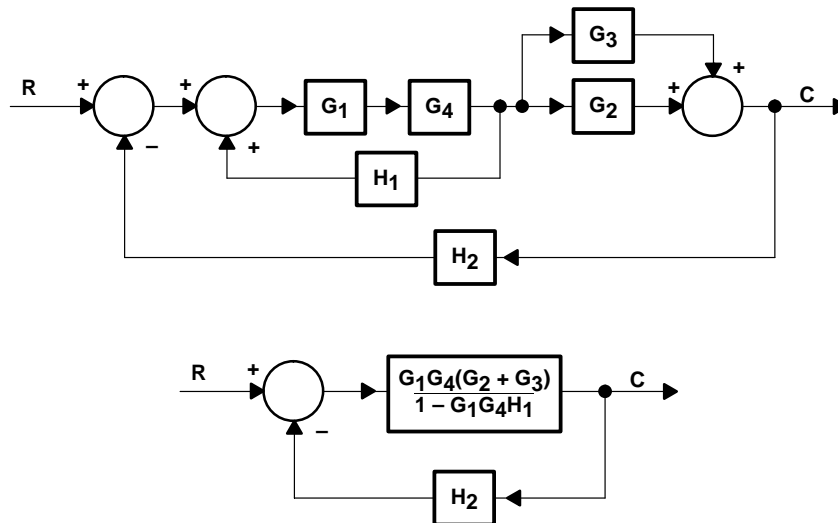 G3
R + + + +
G1 G4 G2 C
− +
H1
H2
R + G1G4(G2 + G3) C
1 − G1G4H1
−
H2